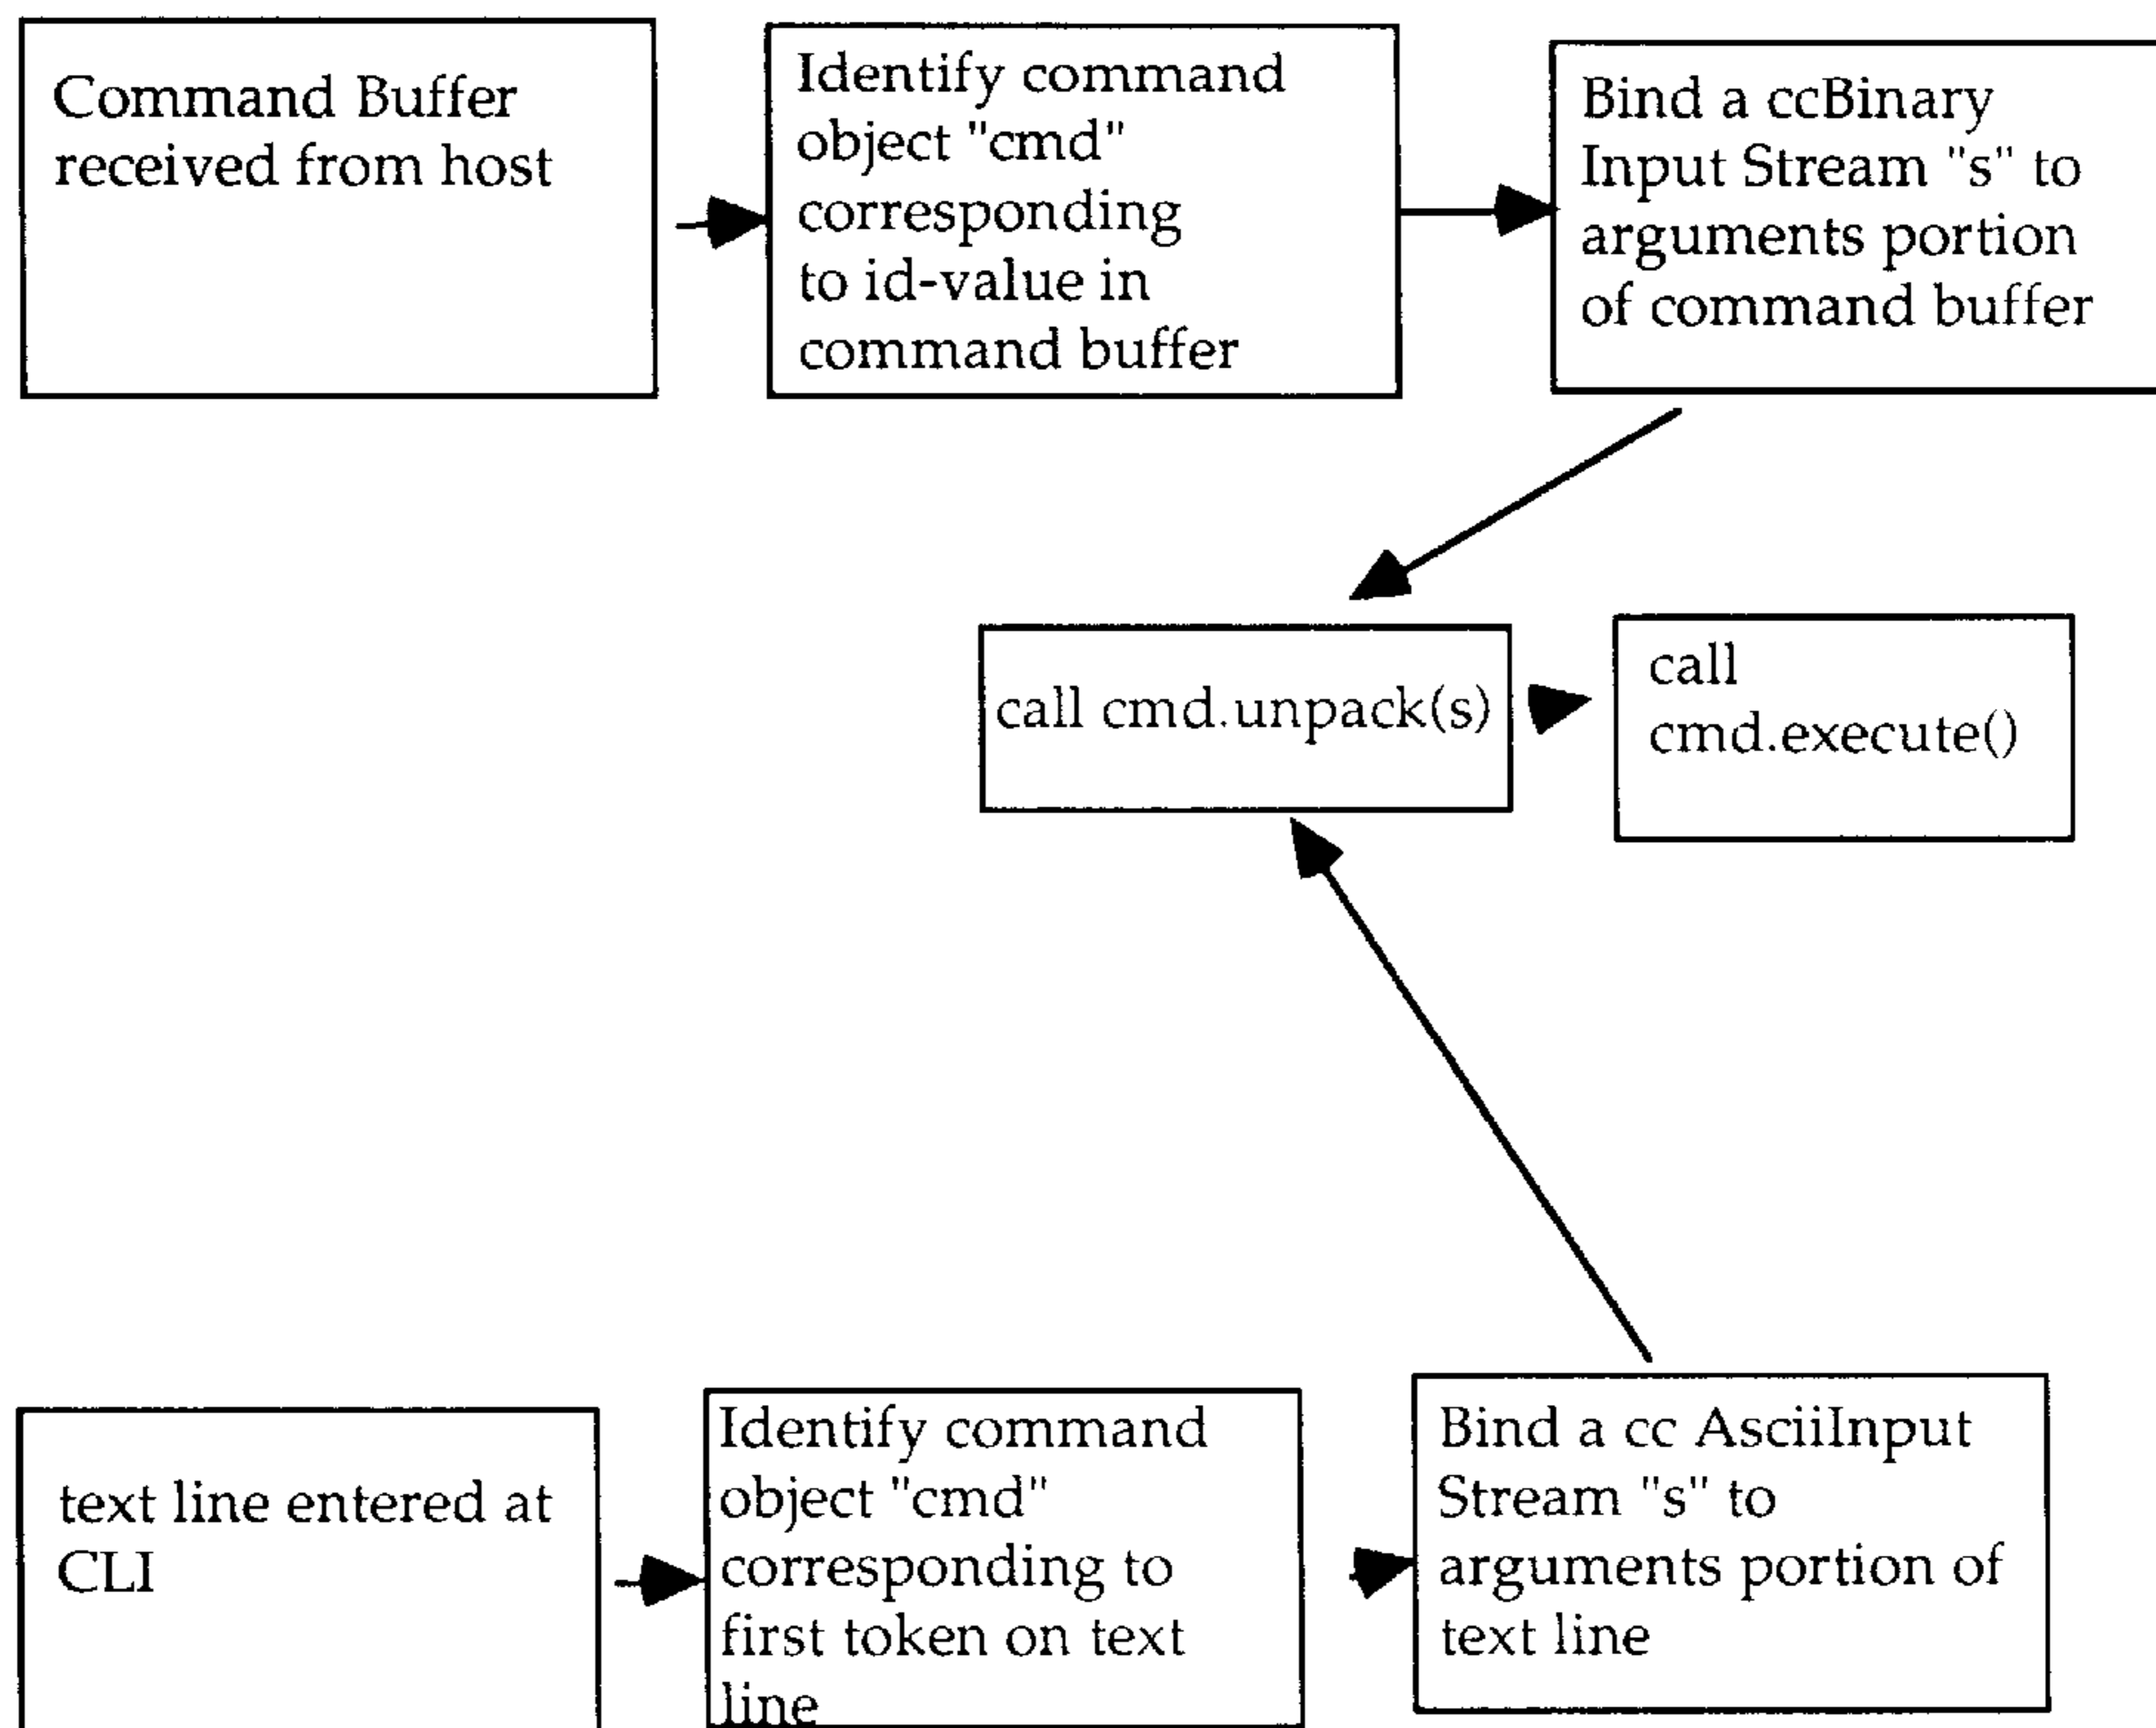 Command Buffer
received from host
Identify command
object "cmd"
corresponding
to id-value in
command buffer
Bind a ccBinary
Input Stream "s" to
arguments portion
of command buffer
call cmd.unpack(s)
call
cmd.execute()
text line entered at
CLI
Identify command
object "cmd"
corresponding to
first token on text
line
Bind a cc AsciiInput
Stream "s" to
arguments portion of
text line